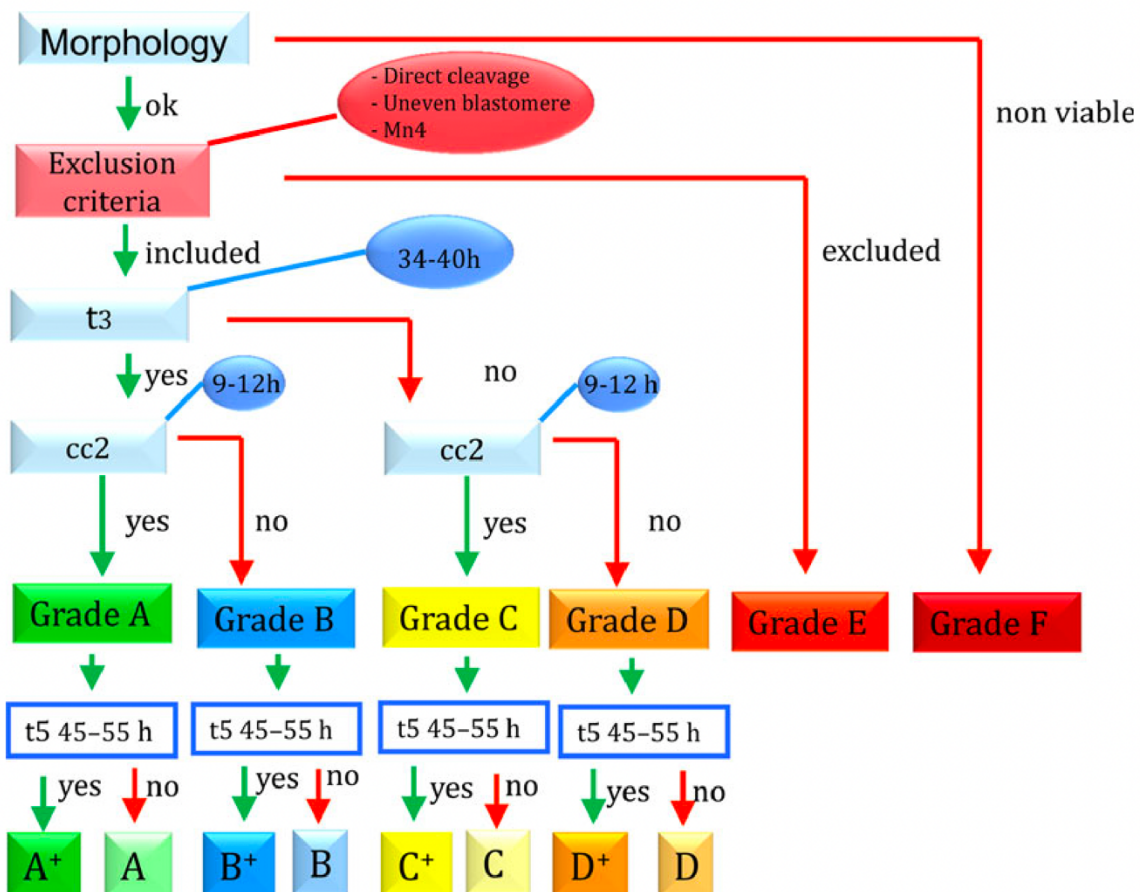 Morphology
ok
- Direct cleavage
- Uneven blastomere
- Mn4
non viable
Exclusion
criteria
included
34-40h
excluded
t3
yes
9-12h
no
9-12 h
cc2
cc2
yes
no
yes
no
Grade A
Grade B
Grade C
Grade D
Grade E
Grade F
t5 45–55 h
t5 45–55 h
t5 45–55 h
t5 45–55 h
yes
no
yes
no
yes
no
yes
no
A+
A
B+
B
C+
C
D+
D